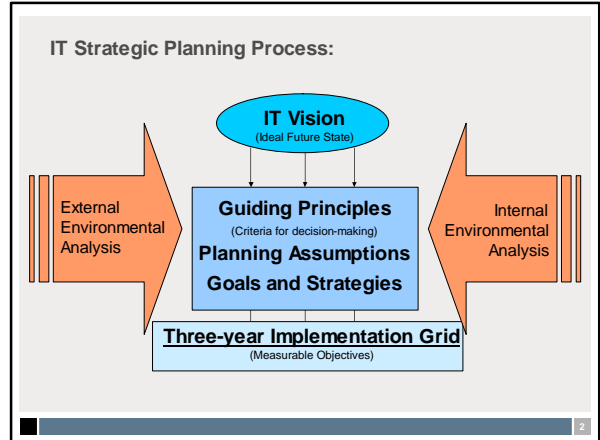 IT Strategic Planning Process:
IT Vision
(Ideal Future State)
External
Environmental
Analysis
Guiding Principles
(Criteria for decision-making)
Planning Assumptions
Goals and Strategies
Internal
Environmental
Analysis
Three-year Implementation Grid
(Measurable Objectives)
2